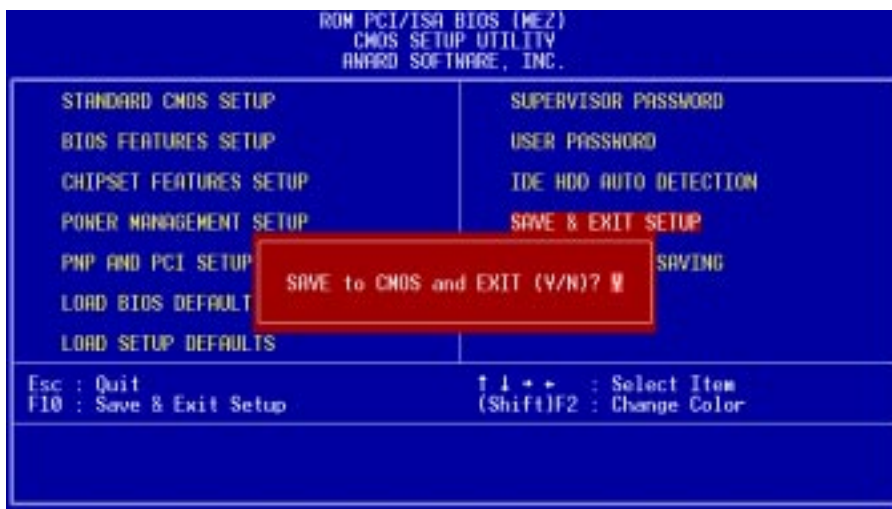 ROM PCI/ISA BIOS (MEZ)
CMOS SETUP UTILITY
AWARD SOFTWARE, INC.
STANDARD CMOS SETUP
BIOS FEATURES SETUP
CHIPSET FEATURES SETUP
POWER MANAGEMENT SETUP
PNP AND PCI SETUP
LOAD BIOS DEFAULT
LOAD SETUP DEFAULTS
SUPERVISOR PASSWORD
USER PASSWORD
IDE HDD AUTO DETECTION
SAVE & EXIT SETUP
SAVING
SAVE to CMOS and EXIT (Y/N)? Y
Esc : Quit
F10 : Save & Exit Setup
↑ ↓ → ← : Select Item
(Shift)F2 : Change Color